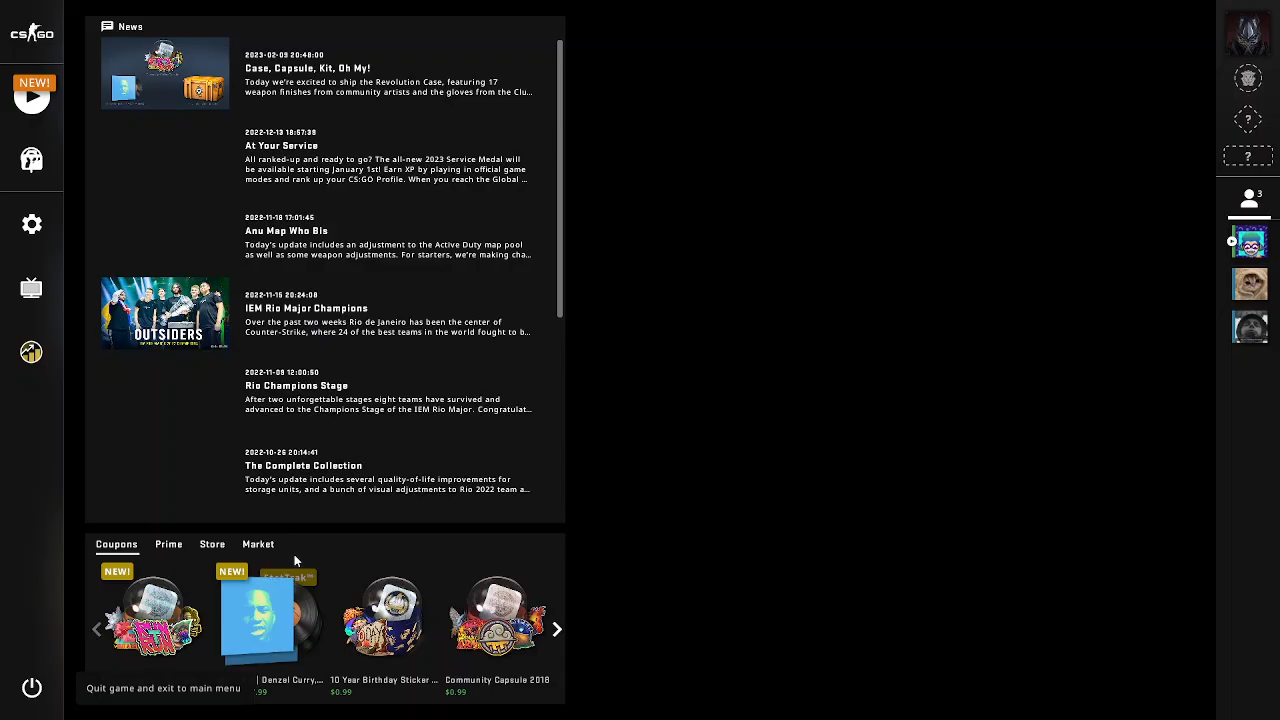 CS:GO
NEW!
News
2023-02-09 20:48:00
Case, Capsule, Kit, Oh My!
Today we're excited to ship the Revolution Case, featuring 17
weapon finishes from community artists and the gloves from the Clu...
2022-12-13 18:57:39
At Your Service
All ranked-up and ready to go? The all-new 2023 Service Medal will
be available starting January 1st! Earn XP by playing in official game
modes and rank up your CS:GO Profile. When you reach the Global ...
2022-11-18 17:01:45
Anu Map Who Bis
Today's update includes an adjustment to the Active Duty map pool
as well as some weapon adjustments. For starters, we're making cha...
OUTSIDERS
2022-11-15 20:24:08
IEM Rio Major Champions
Over the past two weeks Rio de Janeiro has been the center of
Counter-Strike, where 24 of the best teams in the world fought to b...
2022-11-09 12:00:50
Rio Champions Stage
After two unforgettable stages eight teams have survived and
advanced to the Champions Stage of the IEM Rio Major. Congratulat...
2022-10-26 20:14:41
The Complete Collection
Today's update includes several quality-of-life improvements for
storage units, and a bunch of visual adjustments to Rio 2022 team a...
Coupons Prime Store Market
NEW! NEW! StatTrak™
| Denzel Curry,... 10 Year Birthday Sticker ... Community Capsule 2018
.99 $0.99 $0.99
Quit game and exit to main menu
?
?
3